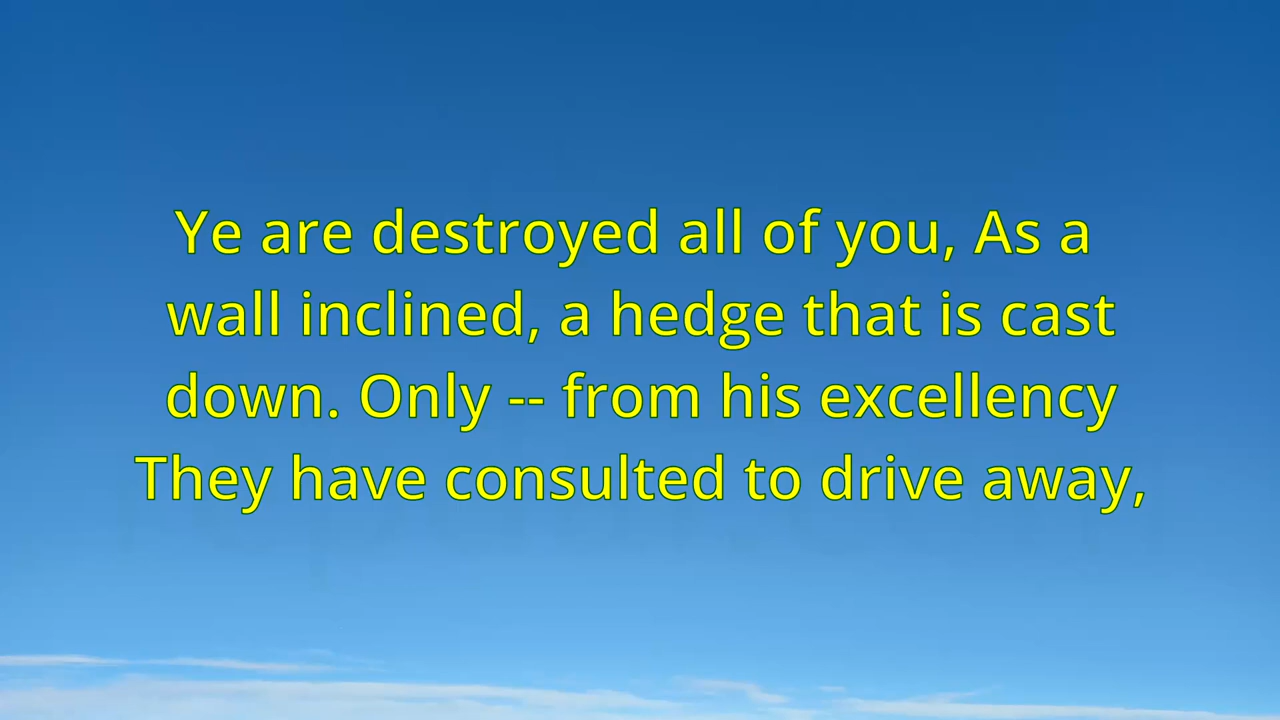 Ye are destroyed all of you, As a
wall inclined, a hedge that is cast
down. Only -- from his excellency
They have consulted to drive away,